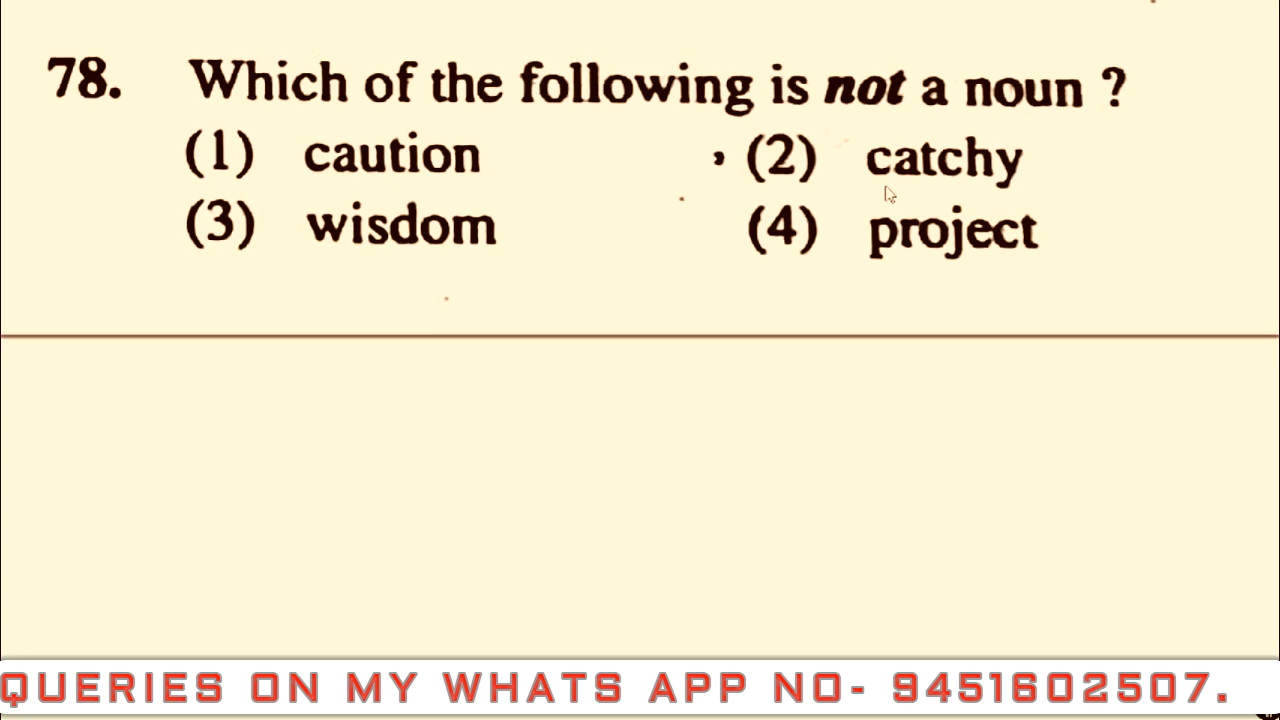 78. Which of the following is not a noun ?
(1) caution (2) catchy
(3) wisdom (4) project
QUERIES ON MY WHATS APP NO- 9451602507.